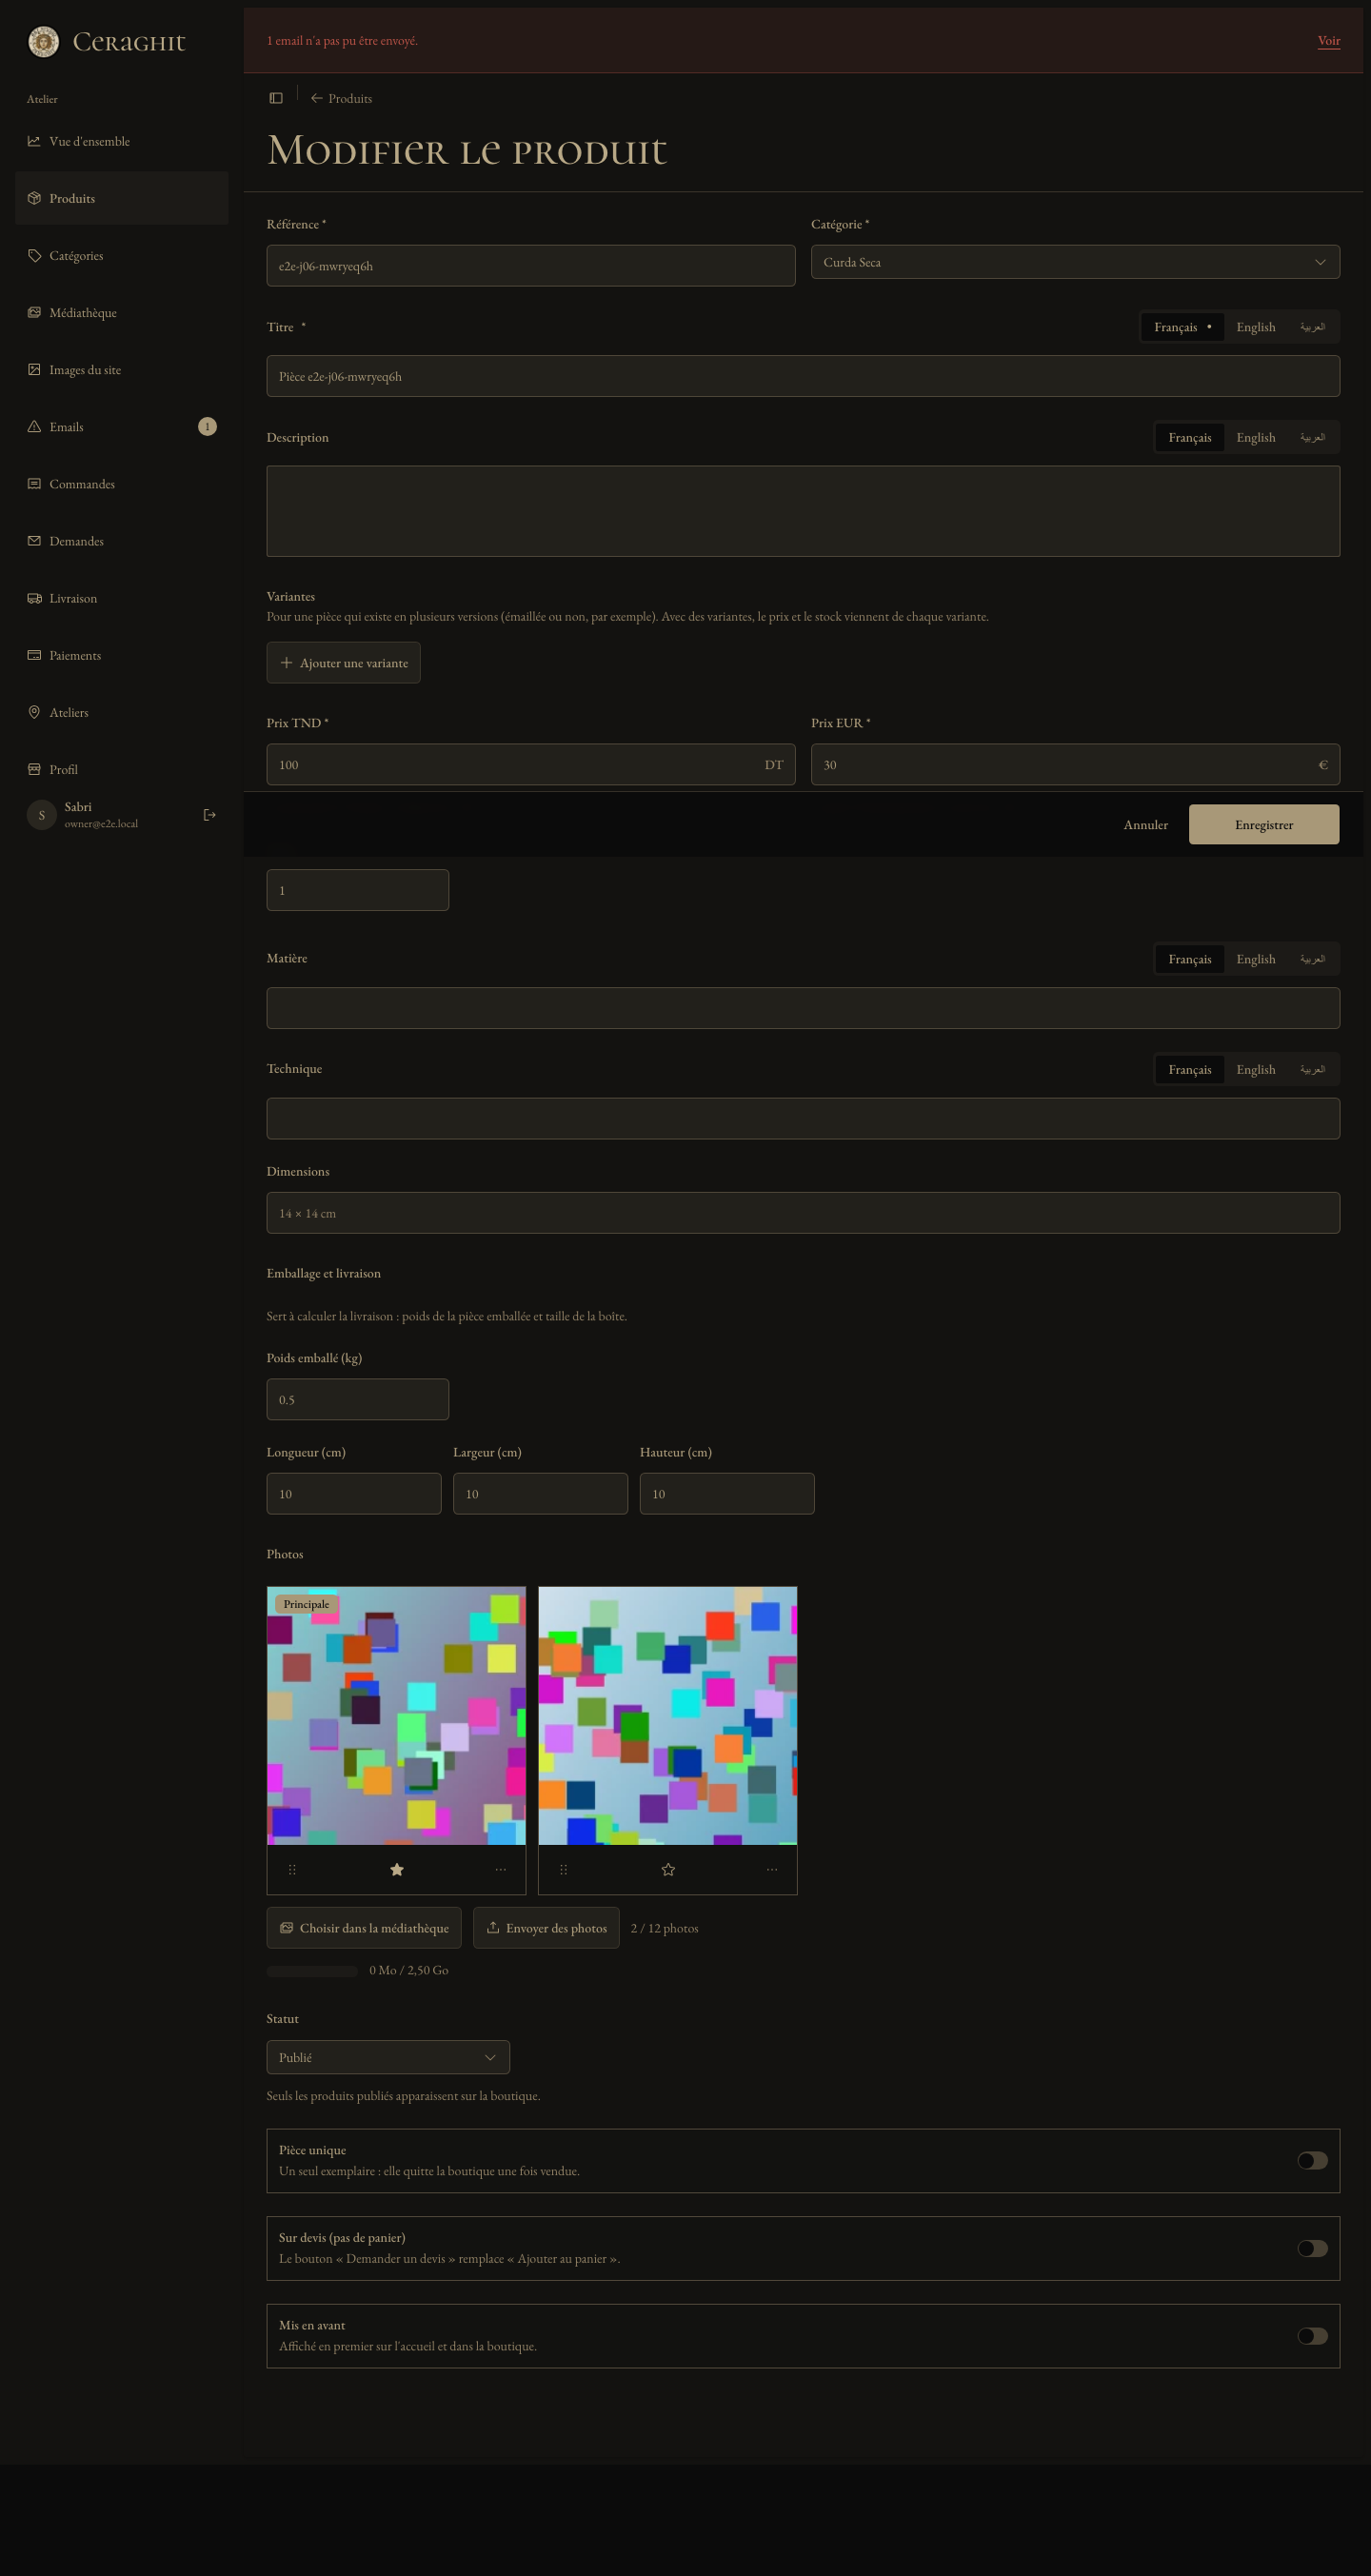 Ceraghit
Atelier
Vue d'ensemble
Produits
Catégories
Médiathèque
Images du site
Emails 1
Commandes
Demandes
Livraison
Paiements
Ateliers
Profil
S Sabri
owner@e2e.local
1 email n'a pas pu être envoyé. Voir
← Produits
Modifier le produit
Référence * Catégorie *
e2e-j06-mwryeq6h Curda Seca
Titre * Français • English العربية
Pièce e2e-j06-mwryeq6h
Description Français English العربية
Variantes
Pour une pièce qui existe en plusieurs versions (émaillée ou non, par exemple). Avec des variantes, le prix et le stock viennent de chaque variante.
Ajouter une variante
Prix TND * Prix EUR *
100 DT 30 €
Annuler Enregistrer
1
Matière Français English العربية
Technique Français English العربية
Dimensions
14 × 14 cm
Emballage et livraison
Sert à calculer la livraison : poids de la pièce emballée et taille de la boîte.
Poids emballé (kg)
0.5
Longueur (cm) Largeur (cm) Hauteur (cm)
10 10 10
Photos
Principale
Choisir dans la médiathèque Envoyer des photos 2 / 12 photos
0 Mo / 2,50 Go
Statut
Publié
Seuls les produits publiés apparaissent sur la boutique.
Pièce unique
Un seul exemplaire : elle quitte la boutique une fois vendue.
Sur devis (pas de panier)
Le bouton « Demander un devis » remplace « Ajouter au panier ».
Mis en avant
Affiché en premier sur l'accueil et dans la boutique.